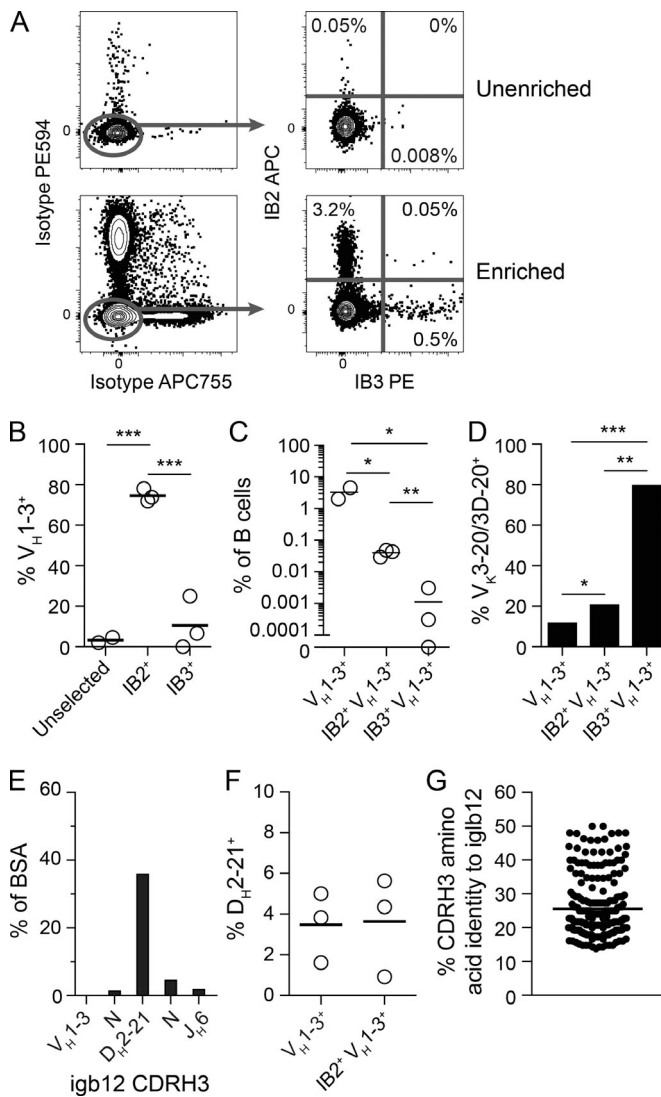 A
0.05%
0%
Unenriched
0.008%
0
0
Isotype PE594
IB2 APC
3.2%
0.05%
Enriched
0.5%
0
0
0
0
Isotype APC755
IB3 PE
B
% VH1-3+
100
80
60
40
20
0
***
***
Unselected
IB2+
IB3+
C
% of B cells
100
10
1
0.1
0.01
0.001
0.0001
0
*
*
**
VH1-3+
IB2+ VH1-3+
IB3+ VH1-3+
D
% VK3-20/3D-20+
100
80
60
40
20
0
***
**
*
VH1-3+
IB2+ VH1-3+
IB3+ VH1-3+
E
% of BSA
60
40
20
0
VH1-3
N
DH2-21
N
JH6
igb12 CDRH3
F
% DH2-21+
10
8
6
4
2
0
VH1-3+
IB2+ VH1-3+
G
% CDRH3 amino
acid identity to iglb12
100
90
80
70
60
50
40
30
20
10
0